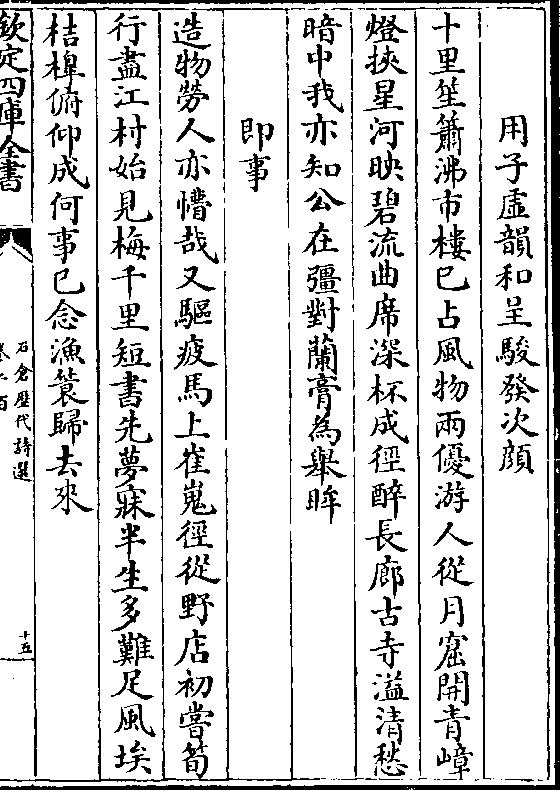 用子虛韻和呈駿發次顔
十里笙簫沸市樓巳占風物兩優游人從月窟開青嶂
燈挾星河映碧流曲席深杯成徑醉長廊古寺溢清愁
暗中我亦知公在彊對蘭膏為舉眸
即事
造物勞人亦懵哉又驅疲馬上崔嵬徑從野店初嘗筍
行盡江村始見梅千里短書先夢寐半生多難足風埃
桔槹俯仰成何事巳念漁蓑歸去來
欽定四庫全書
石倉歷代詩選
十五